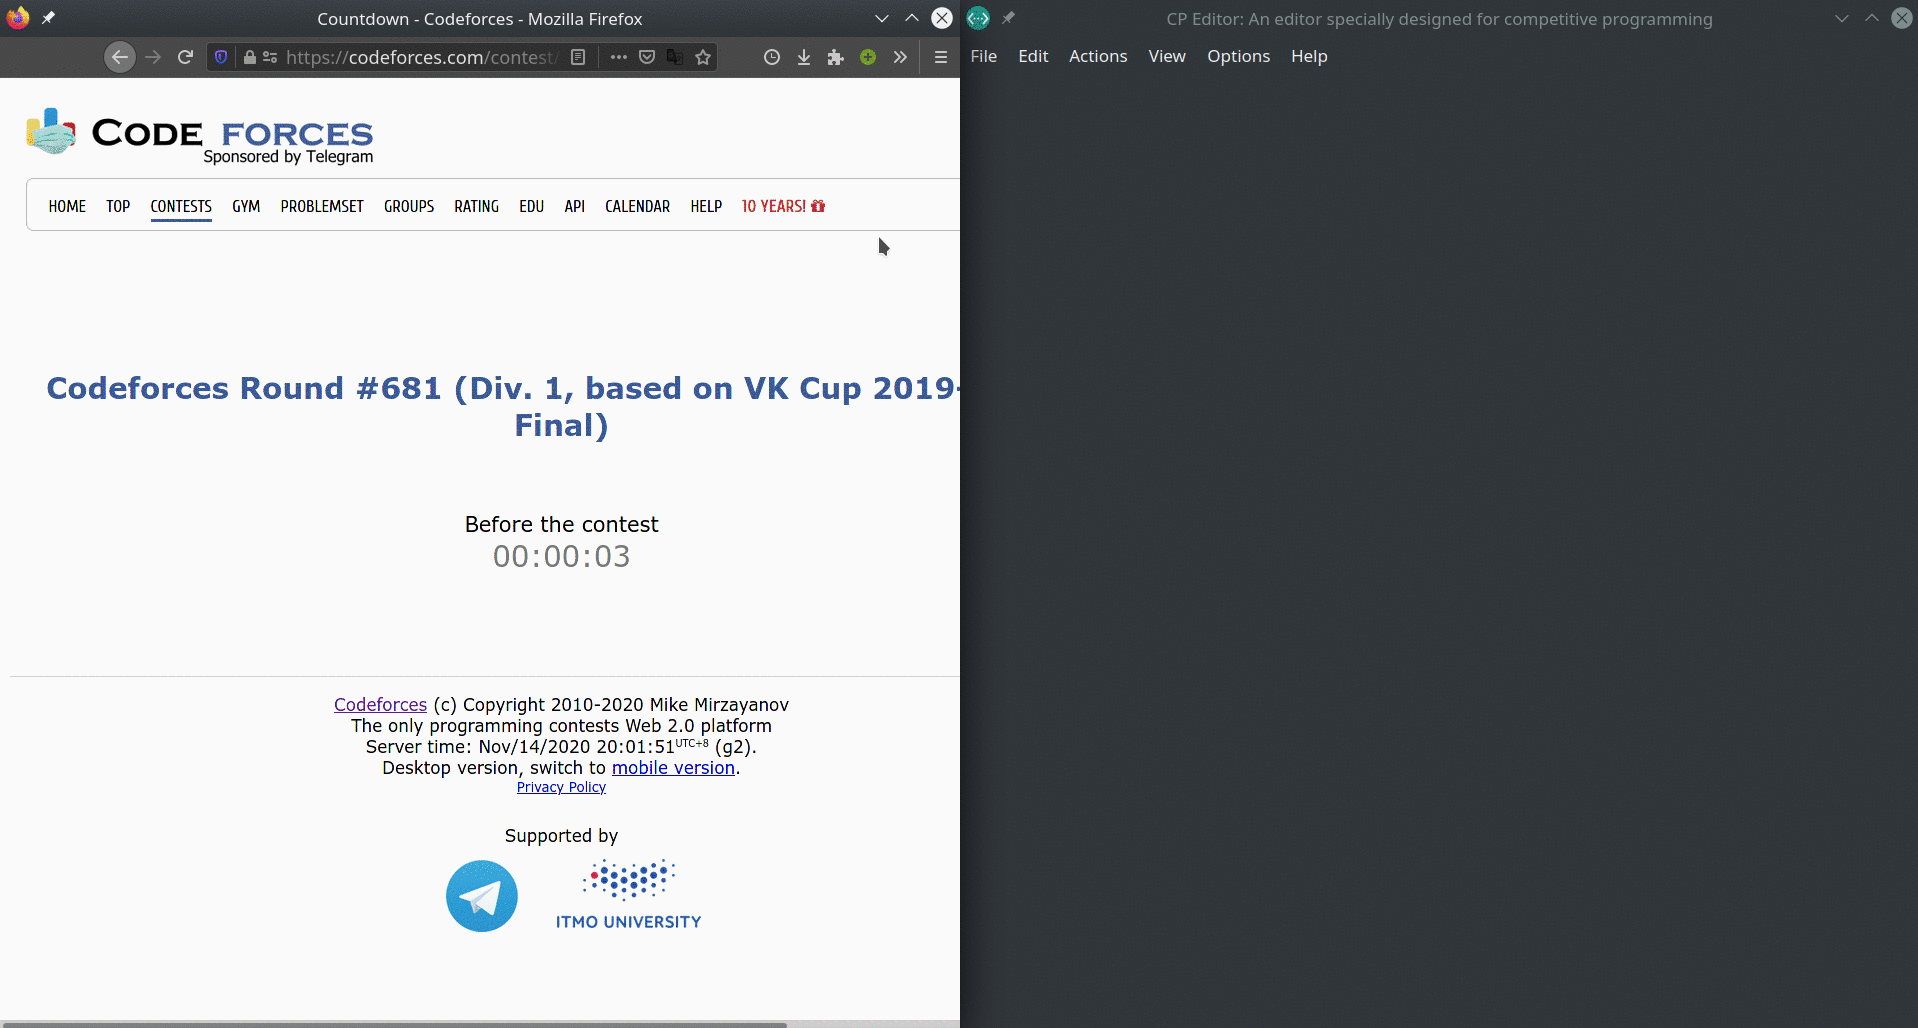 Countdown - Codeforces - Mozilla Firefox
https://codeforces.com/contest/
CODE FORCES
Sponsored by Telegram
HOME TOP CONTESTS GYM PROBLEMSET GROUPS RATING EDU API CALENDAR HELP 10 YEARS!
Codeforces Round #681 (Div. 1, based on VK Cup 2019-
Final)
Before the contest
00:00:03
Codeforces (c) Copyright 2010-2020 Mike Mirzayanov
The only programming contests Web 2.0 platform
Server time: Nov/14/2020 20:01:51UTC+8 (g2).
Desktop version, switch to mobile version.
Privacy Policy
Supported by
ITMO UNIVERSITY
CP Editor: An editor specially designed for competitive programming
File Edit Actions View Options Help